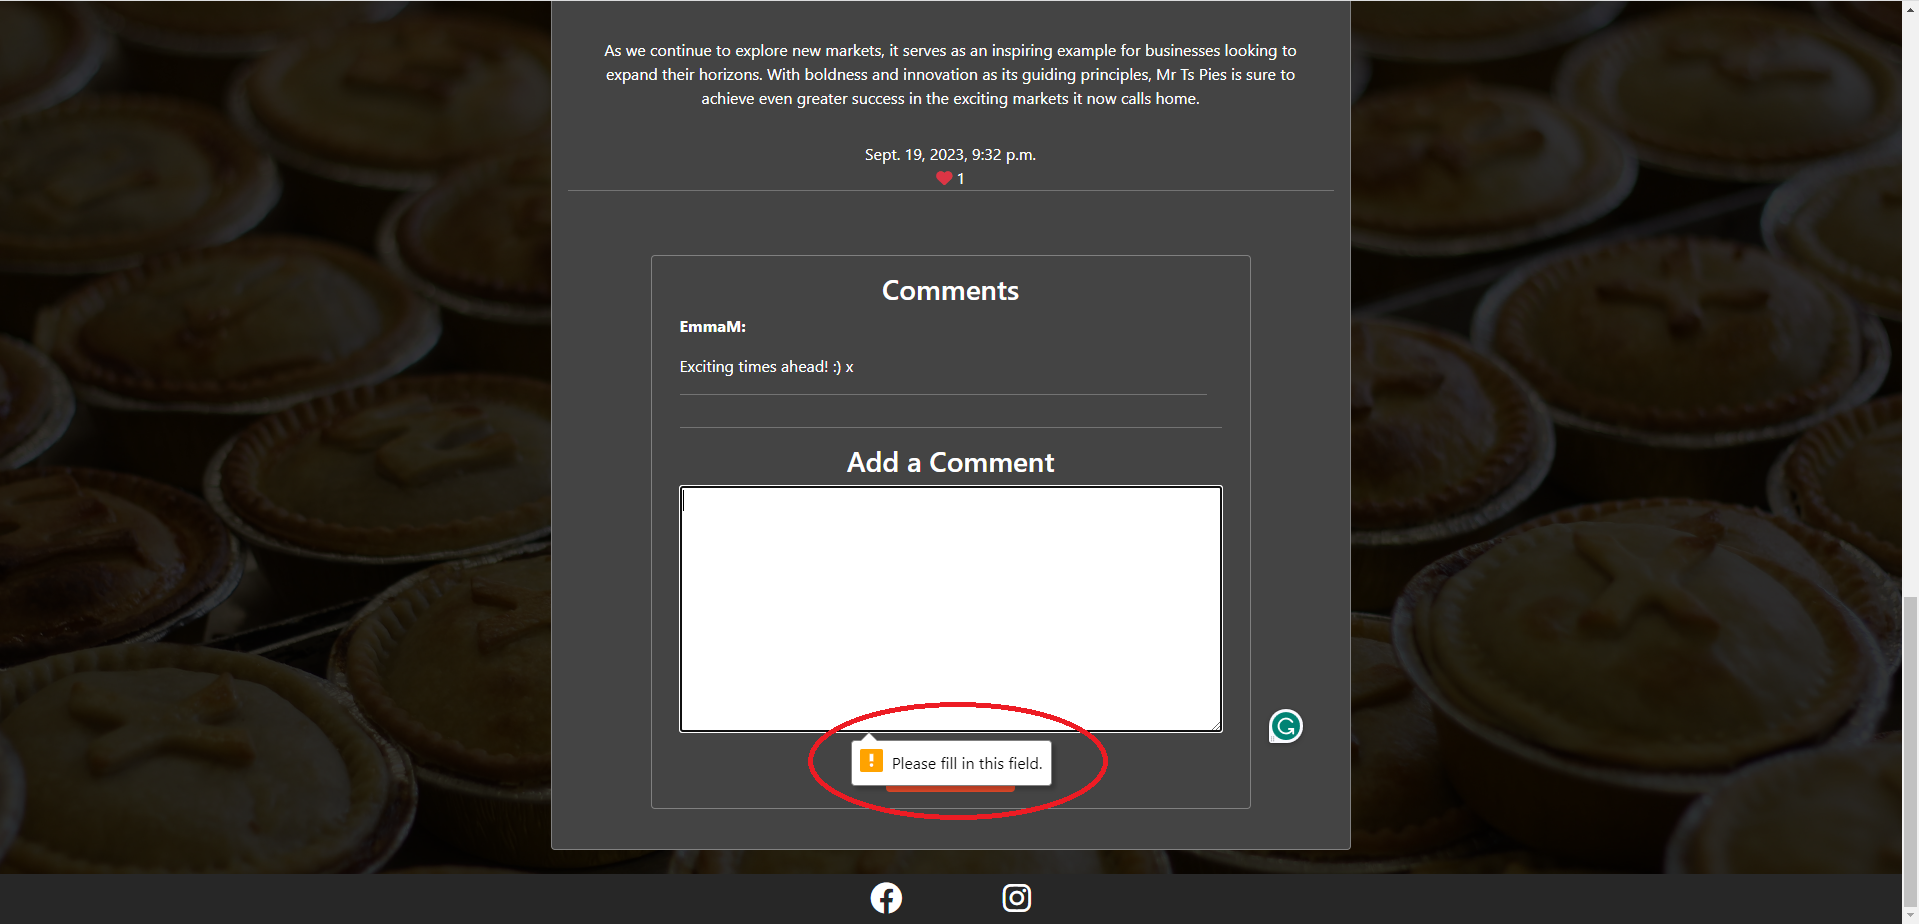 As we continue to explore new markets, it serves as an inspiring example for businesses looking to
expand their horizons. With boldness and innovation as its guiding principles, Mr Ts Pies is sure to
achieve even greater success in the exciting markets it now calls home.
Sept. 19, 2023, 9:32 p.m.
1
Comments
EmmaM:
Exciting times ahead! :) x
Add a Comment
Please fill in this field.